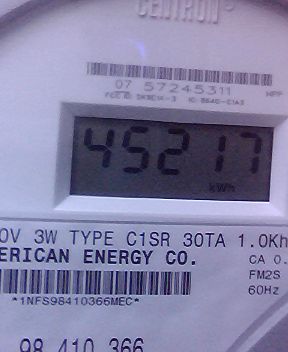 CENTRON
07 57245311
45217
kWh
0V 3W TYPE C1SR 30TA 1.0Kh
ERICAN ENERGY CO.
CA 0.
FM2S
*1NFS98410366MEC*
60Hz
98 410 366